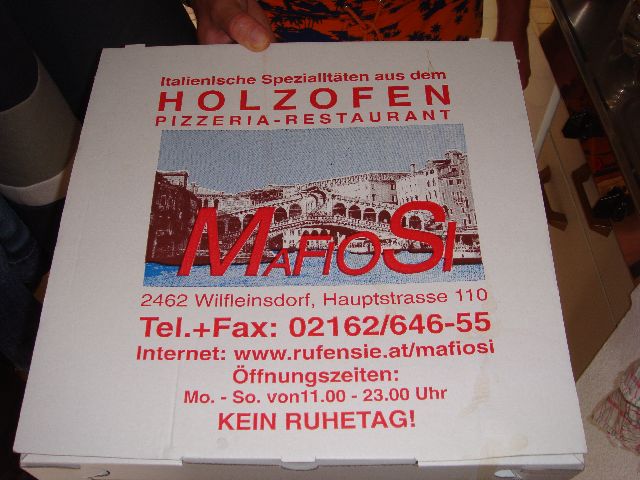 Italienische Spezialitäten aus dem
HOLZOFEN
PIZZERIA-RESTAURANT
MAFIOSI
2462 Wilfleinsdorf, Hauptstrasse 110
Tel.+Fax: 02162/646-55
Internet: www.rufensie.at/mafiosi
Öffnungszeiten:
Mo. - So. von11.00 - 23.00 Uhr
KEIN RUHETAG!